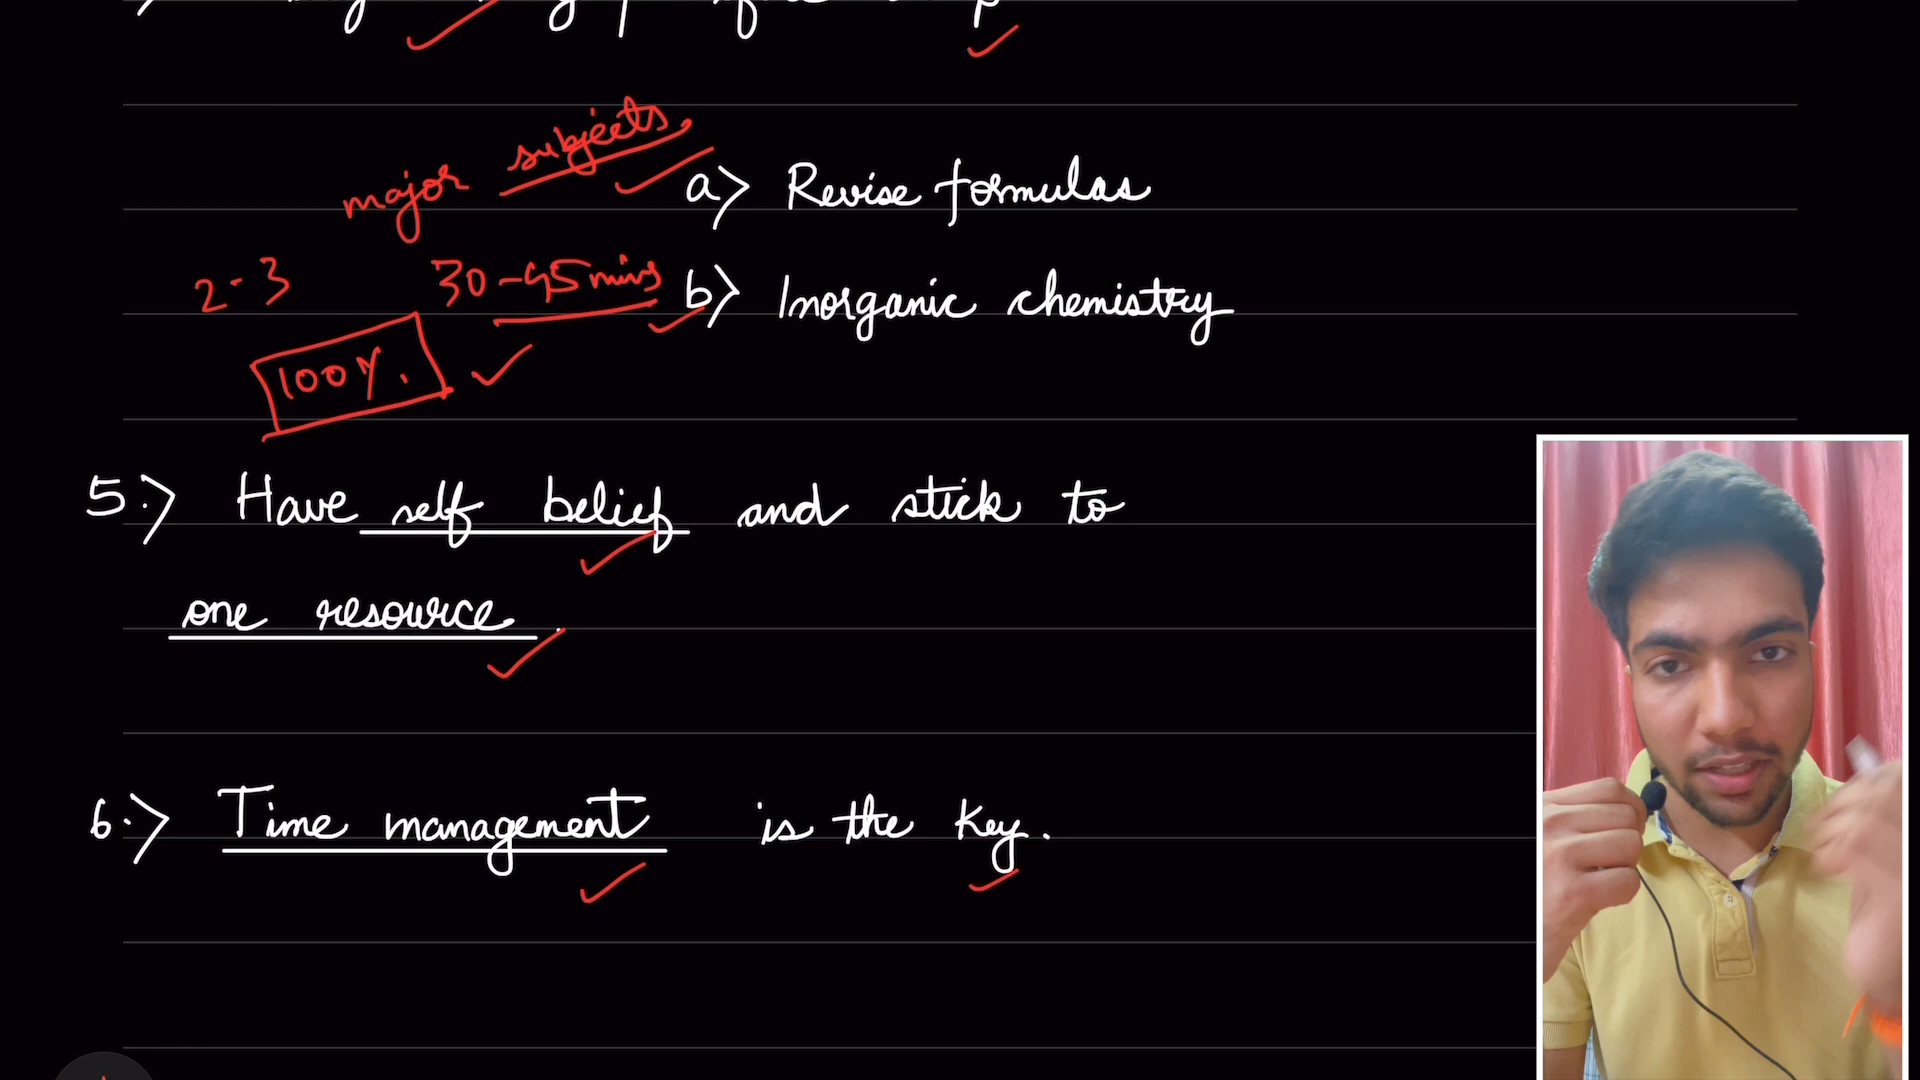 major subjects
a> Revise formulas
2-3 30-45 mins
b> Inorganic chemistry
100%.
5.> Have self belief and stick to
one resource.
6.> Time management is the key.